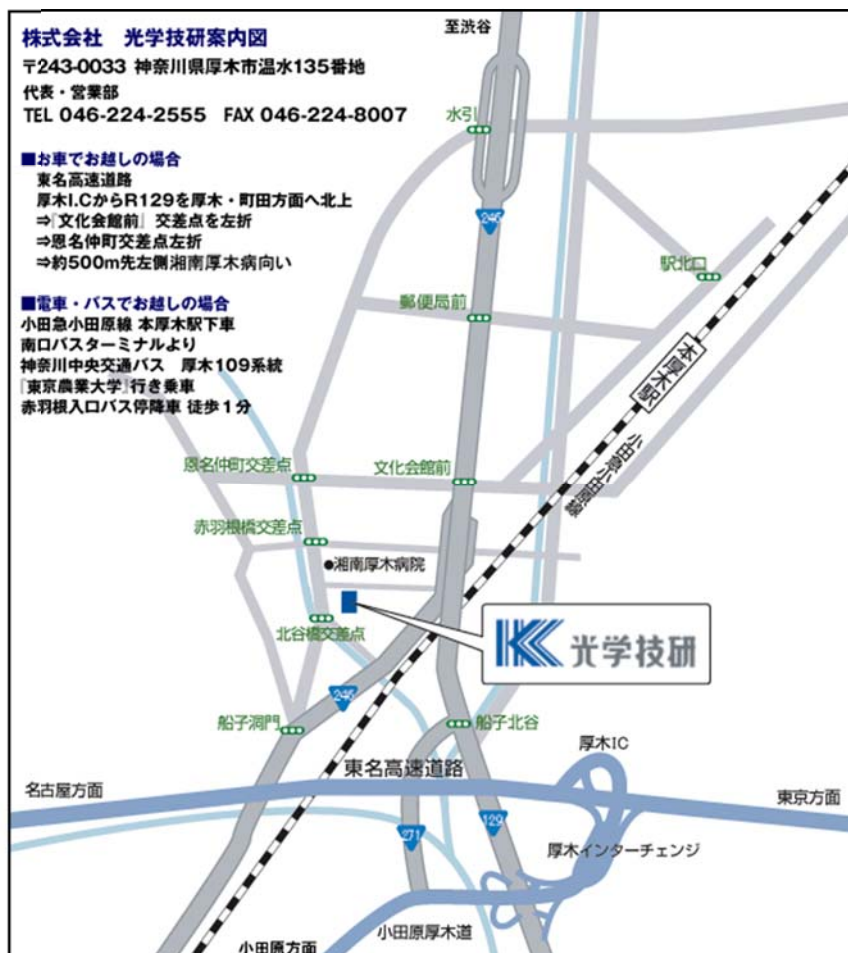 株式会社　光学技研案内図
〒243-0033 神奈川県厚木市温水135番地
代表・営業部
TEL 046-224-2555　FAX 046-224-8007
■お車でお越しの場合
東名高速道路
厚木I.CからR129を厚木・町田方面へ北上
⇒『文化会館前』交差点を左折
⇒恩名仲町交差点左折
⇒約500m先左側湘南厚木病向い
■電車・バスでお越しの場合
小田急小田原線 本厚木駅下車
南口バスターミナルより
神奈川中央交通バス　厚木109系統
『東京農業大学』行き乗車
赤羽根入口バス停降車 徒歩1分
至渋谷
水引
246
駅北口
郵便局前
本厚木駅
小田急小田原線
恩名仲町交差点
文化会館前
赤羽根橋交差点
●湘南厚木病院
北谷橋交差点
光学技研
246
船子洞門
船子北谷
厚木IC
東名高速道路
名古屋方面
東京方面
271
129
厚木インターチェンジ
小田原厚木道
小田原方面